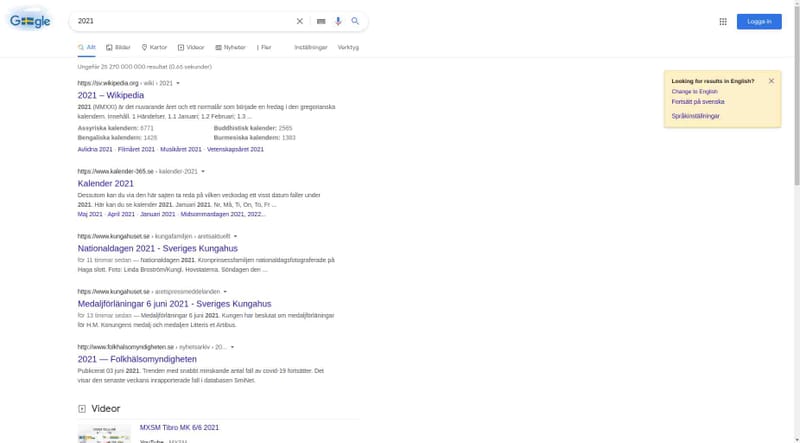 Google
2021
Logga in
Allt Bilder Kartor Videor Nyheter Fler Inställningar Verktyg
Ungefär 25 270 000 000 resultat (0,65 sekunder)
https://sv.wikipedia.org › wiki › 2021
2021 – Wikipedia
2021 (MMXXI) är det nuvarande året och ett normalår som började en fredag i den gregorianska
kalendern. Innehåll. 1 Händelser. 1.1 Januari; 1.2 Februari; 1.3 ...
Assyriska kalendern: 6771 Buddhistisk kalender: 2565
Bengaliska kalendern: 1428 Burmesiska kalendern: 1383
Avlidna 2021 · Filmåret 2021 · Musikåret 2021 · Vetenskapsåret 2021
https://www.kalender-365.se › kalender-2021
Kalender 2021
Dessutom kan du via den här sajten ta reda på vilken veckodag ett visst datum faller under
2021. Här kan du se kalender 2021. Januari 2021. Nr, Må, Ti, On, To, Fr ...
Maj 2021 · April 2021 · Januari 2021 · Midsommardagen 2021, 2022...
https://www.kungahuset.se › kungafamiljen › aretsaktuellt
Nationaldagen 2021 - Sveriges Kungahus
för 11 timmar sedan — Nationaldagen 2021. Kronprinsessfamiljen nationaldagsfotograferade på
Haga slott. Foto: Linda Broström/Kungl. Hovstaterna. Söndagen den ...
https://www.kungahuset.se › aretspressmeddelanden
Medaljförläningar 6 juni 2021 - Sveriges Kungahus
för 13 timmar sedan — Medaljförläningar 6 juni 2021. Kungen har beslutat om medaljförläningar
för H.M. Konungens medalj och medaljen Litteris et Artibus.
http://www.folkhalsomyndigheten.se › nyhetsarkiv › 20...
2021 — Folkhälsomyndigheten
Publicerat 03 juni 2021. Trenden med snabbt minskande antal fall av covid-19 fortsätter. Det
visar den senaste veckans inrapporterade fall i databasen SmiNet.
Videor
MXSM Tibro MK 6/6 2021
YouTube · MXSM
Looking for results in English?
Change to English
Fortsätt på svenska
Språkinställningar